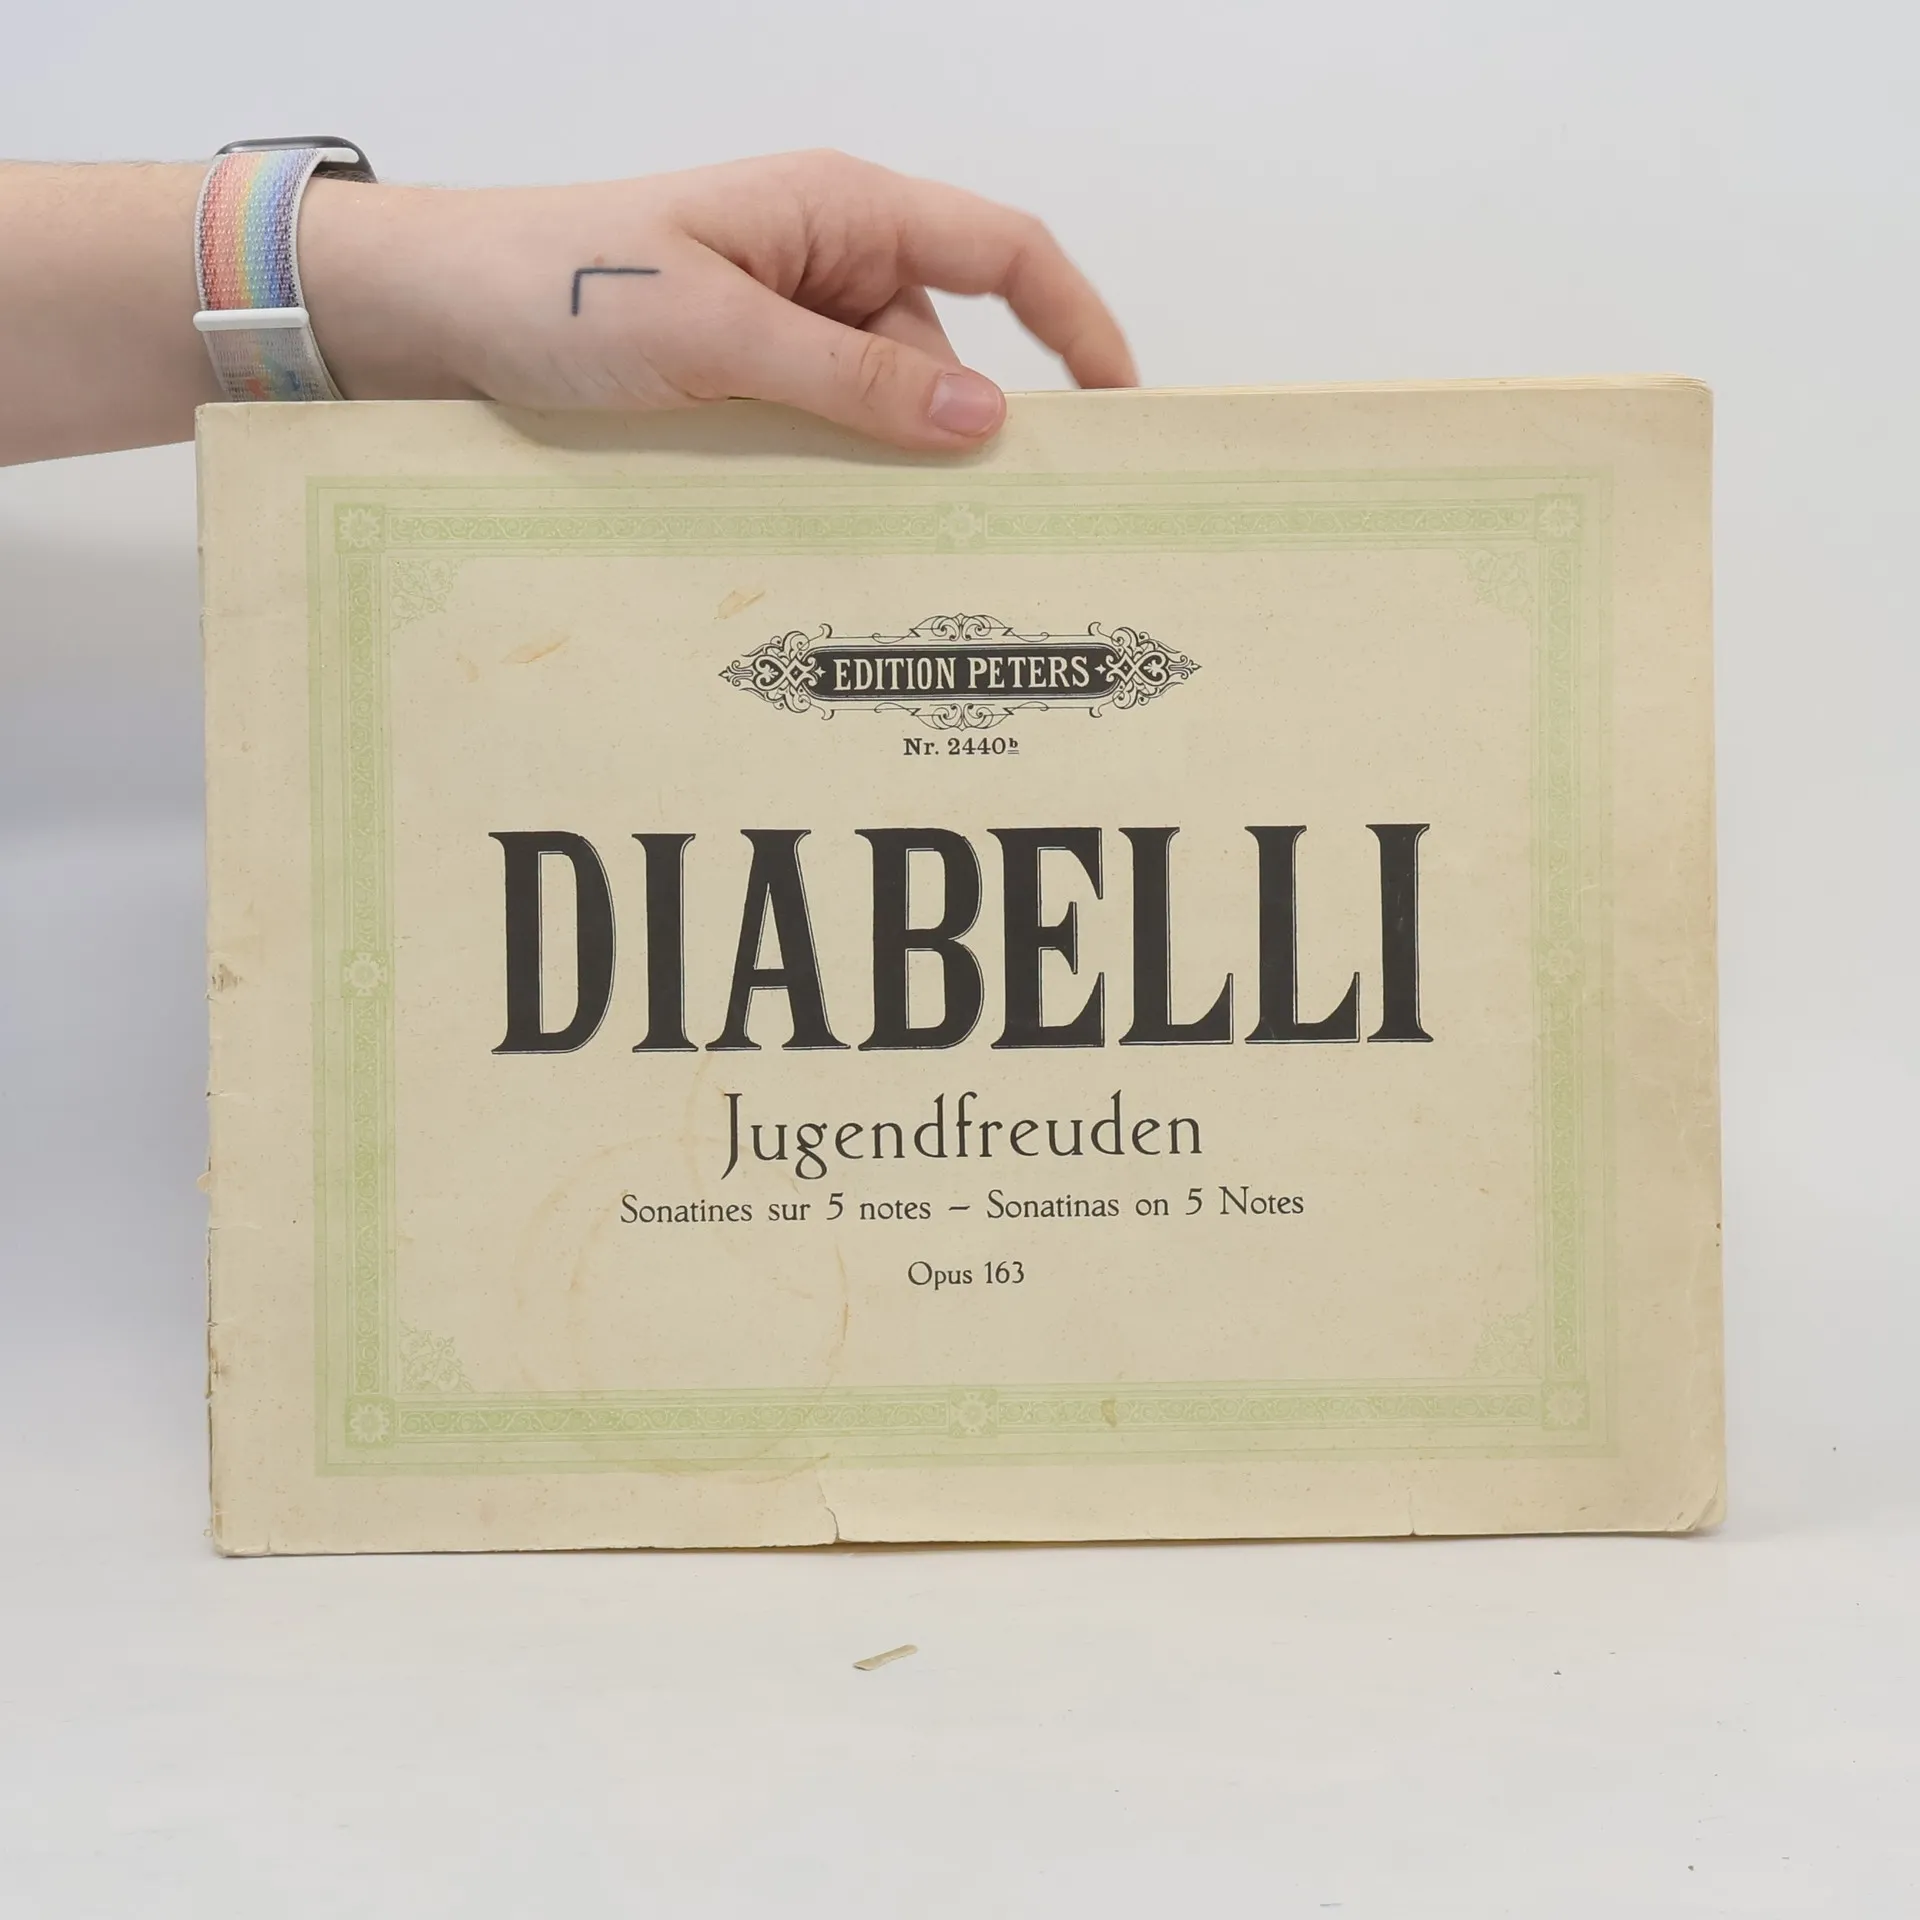 EDITION PETERS
Nr. 2440b
DIABELLI
Jugendfreuden
Sonatines sur 5 notes – Sonatinas on 5 Notes
Opus 163